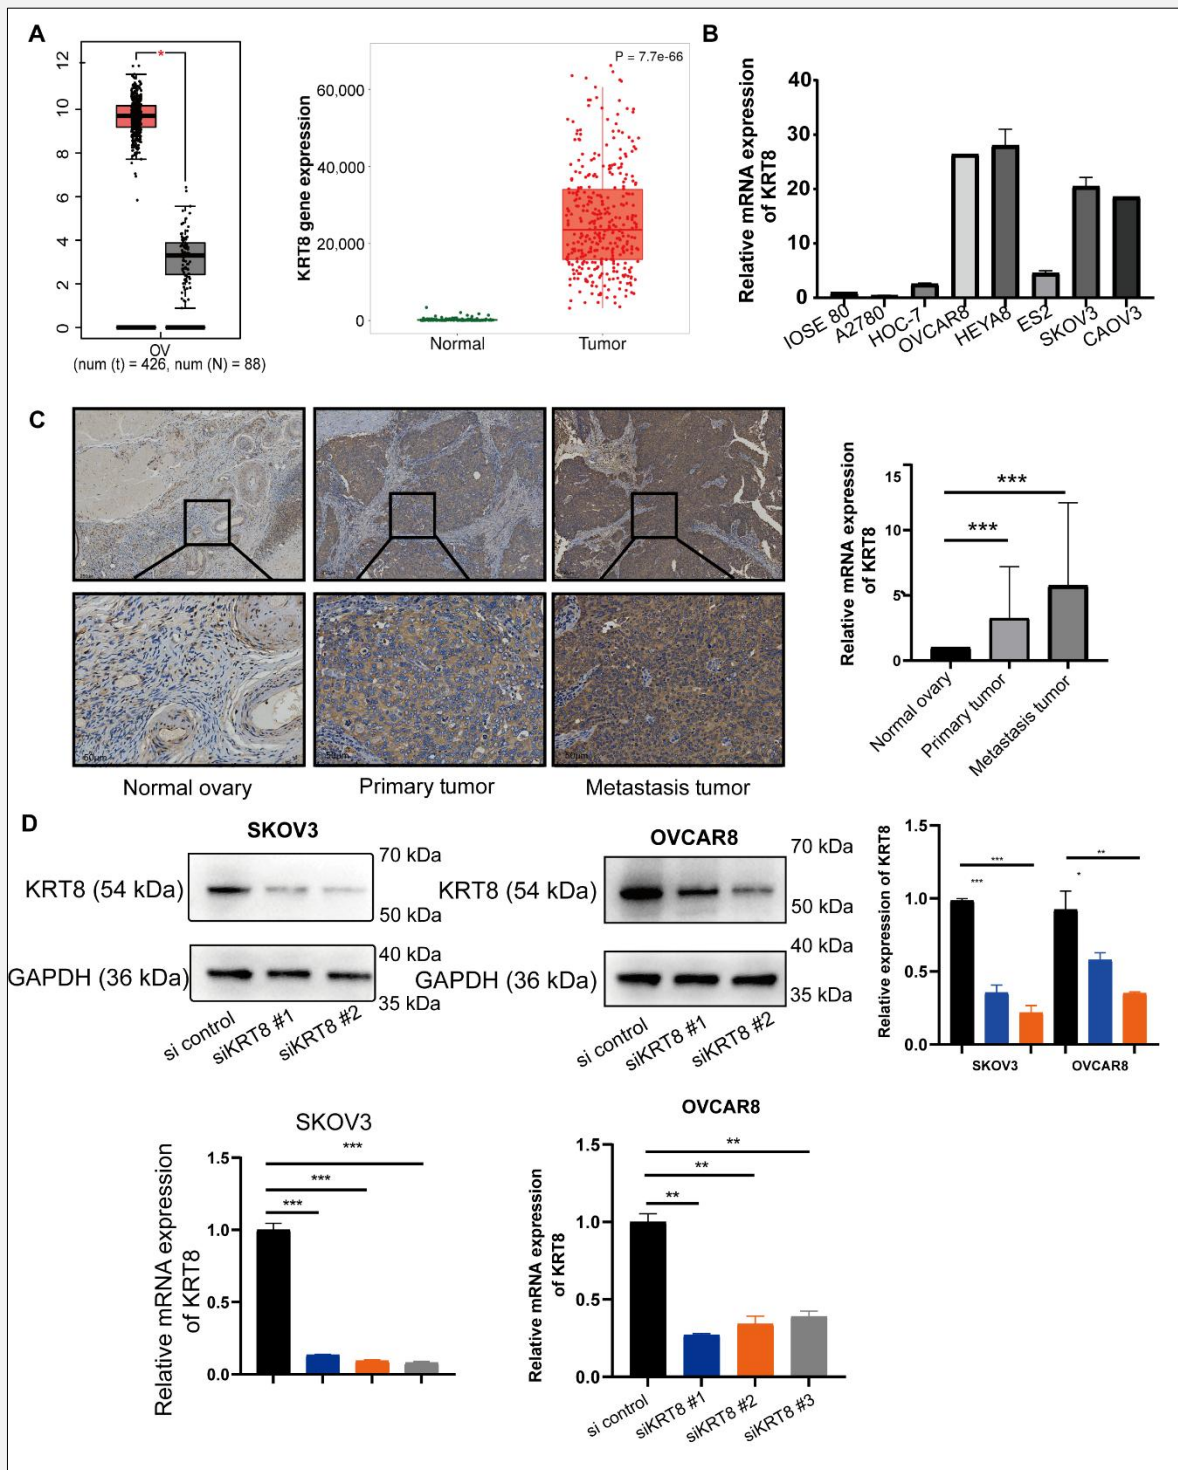 A
12
10
8
6
4
2
0
*
OV
(num (t) = 426, num (N) = 88)
KRT8 gene expression
60,000
40,000
20,000
0
P = 7.7e-66
Normal
Tumor
B
Relative mRNA expression
of KRT8
40
30
20
10
0
IOSE 80
A2780
HOC-7
OVCAR8
HEYA8
ES2
SKOV3
CAOV3
C
50μm
50μm
50μm
Normal ovary
Primary tumor
Metastasis tumor
Relative mRNA expression
of KRT8
15
10
5
0
***
***
Normal ovary
Primary tumor
Metastasis tumor
D
SKOV3
KRT8 (54 kDa)
GAPDH (36 kDa)
70 kDa
50 kDa
40 kDa
35 kDa
si control
siKRT8 #1
siKRT8 #2
OVCAR8
KRT8 (54 kDa)
GAPDH (36 kDa)
70 kDa
50 kDa
40 kDa
35 kDa
si control
siKRT8 #1
siKRT8 #2
Relative expression of KRT8
1.5
1.0
0.5
0.0
***
***
**
*
SKOV3
OVCAR8
SKOV3
Relative mRNA expression
of KRT8
1.5
1.0
0.5
0.0
***
***
***
OVCAR8
Relative mRNA expression
of KRT8
1.5
1.0
0.5
0.0
**
**
**
si control
siKRT8 #1
siKRT8 #2
siKRT8 #3